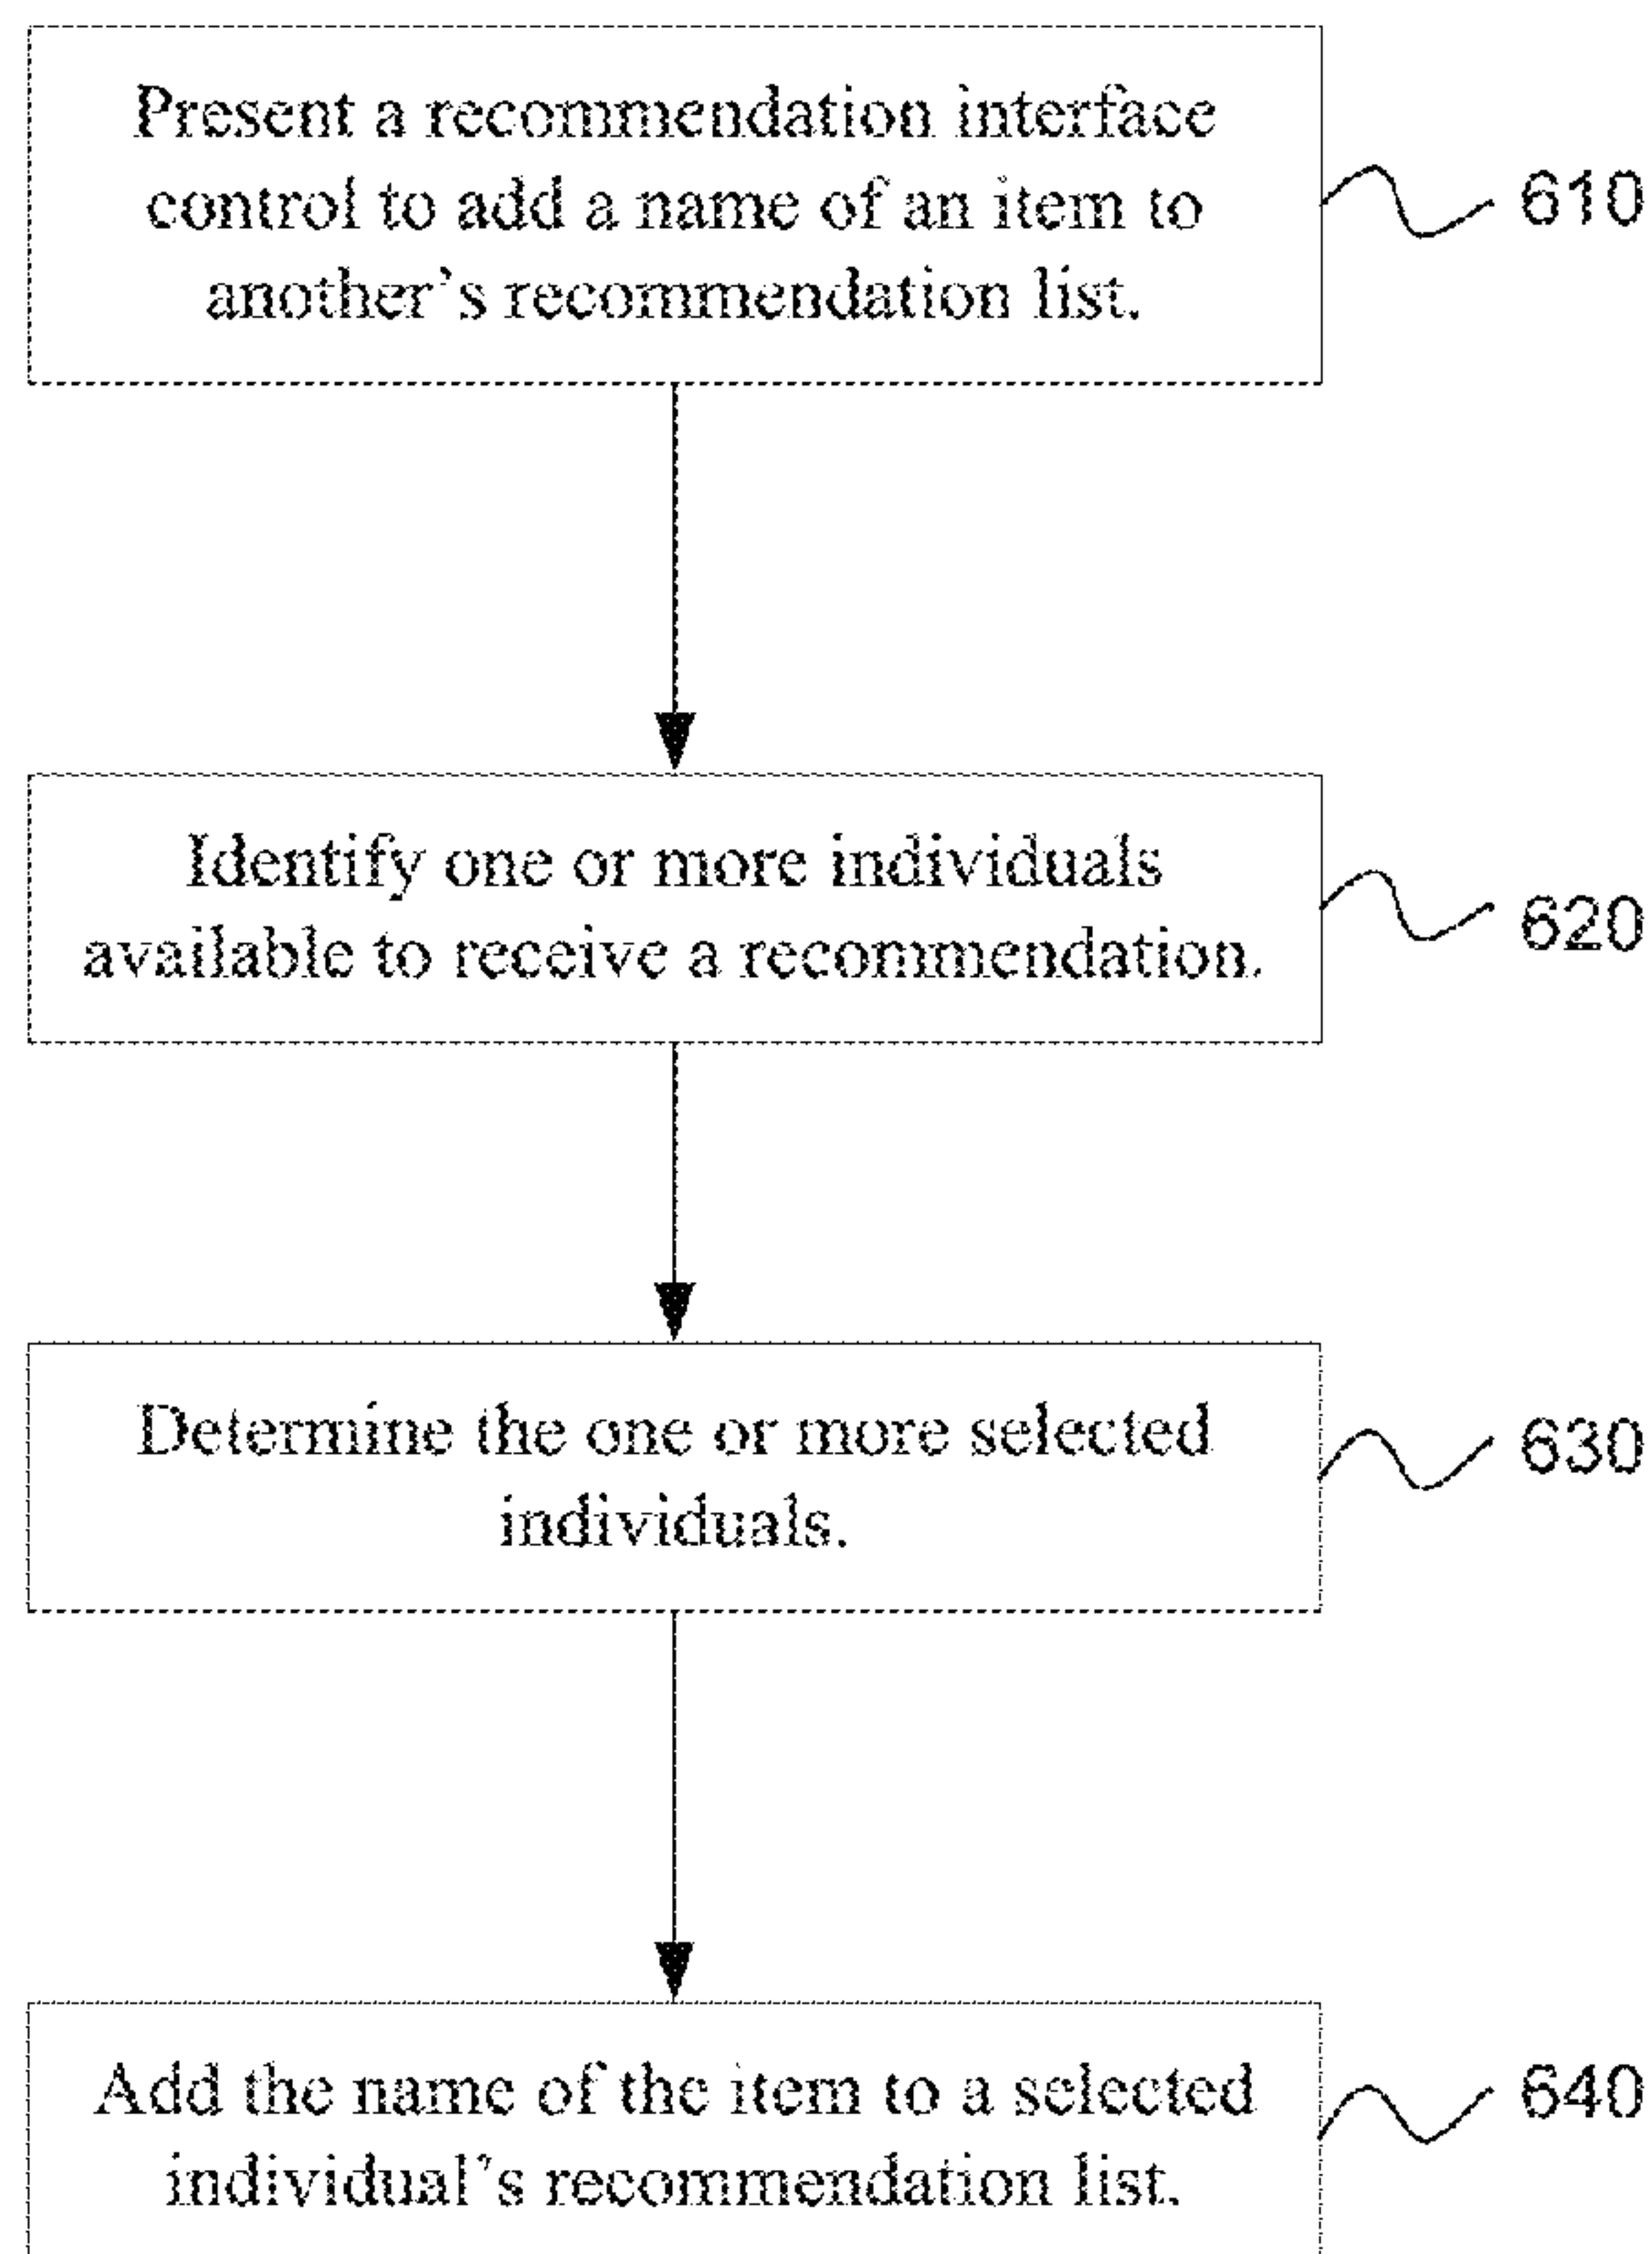 Present a recommendation interface
control to add a name of an item to
another's recommendation list.
610
Identify one or more individuals
available to receive a recommendation.
620
Determine the one or more selected
individuals.
630
Add the name of the item to a selected
individual's recommendation list.
640